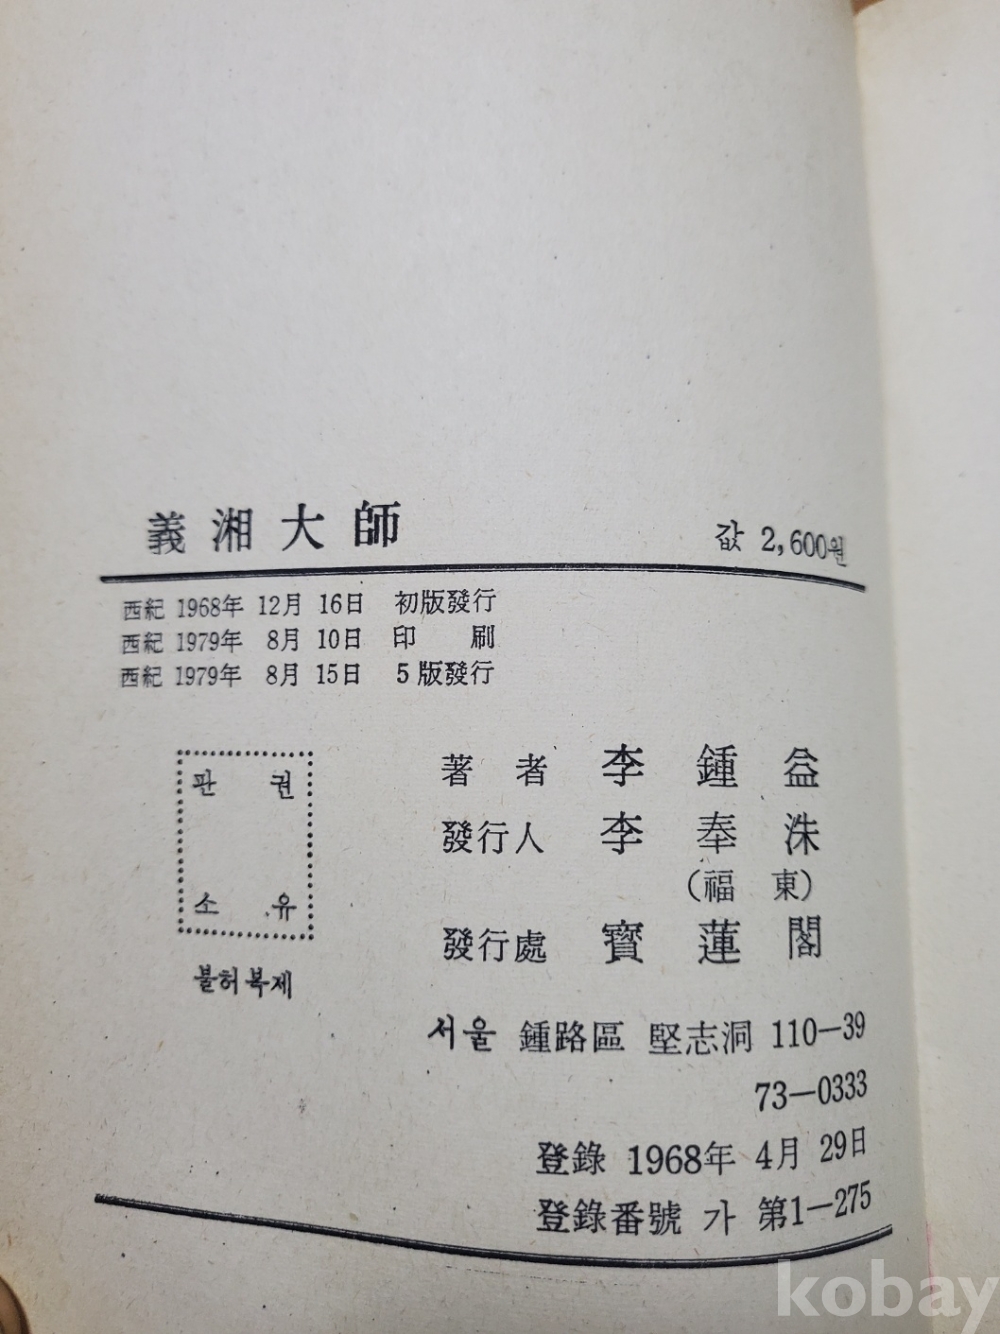 義湘大師 값 2,600원
西紀 1968年 12月 16日 初版發行
西紀 1979年 8月 10日 印 刷
西紀 1979年 8月 15日 5版發行
판 권
소 유
불허복제
著 者 李 鍾 益
發行人 李 奉 洙
(福 東)
發行處 寶 蓮 閣
서울 鍾路區 堅志洞 110—39
73—0333
登錄 1968年 4月 29日
登錄番號 가 第1—275
kobay